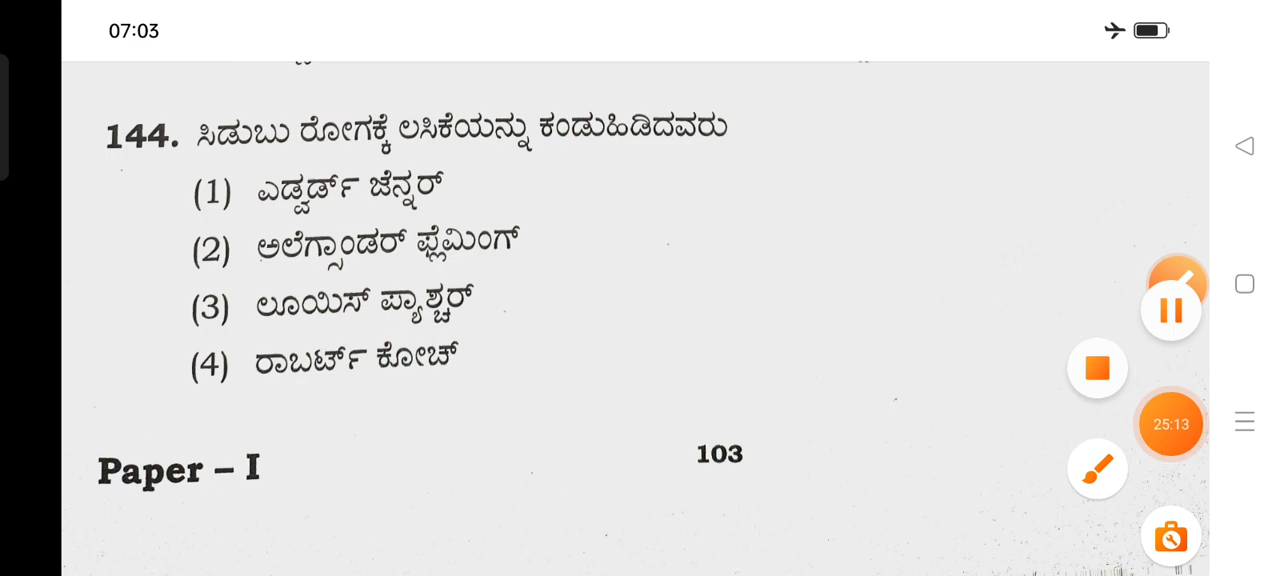 07:03
144. ಸಿಡುಬು ರೋಗಕ್ಕೆ ಲಸಿಕೆಯನ್ನು ಕಂಡುಹಿಡಿದವರು
(1) ಎಡ್ವರ್ಡ್ ಜೆನ್ನರ್
(2) ಅಲೆಗ್ಸಾಂಡರ್ ಫ್ಲೆಮಿಂಗ್
(3) ಲೂಯಿಸ್ ಪ್ಯಾಶ್ಚರ್
(4) ರಾಬರ್ಟ್ ಕೋಚ್
25:13
Paper – I 103